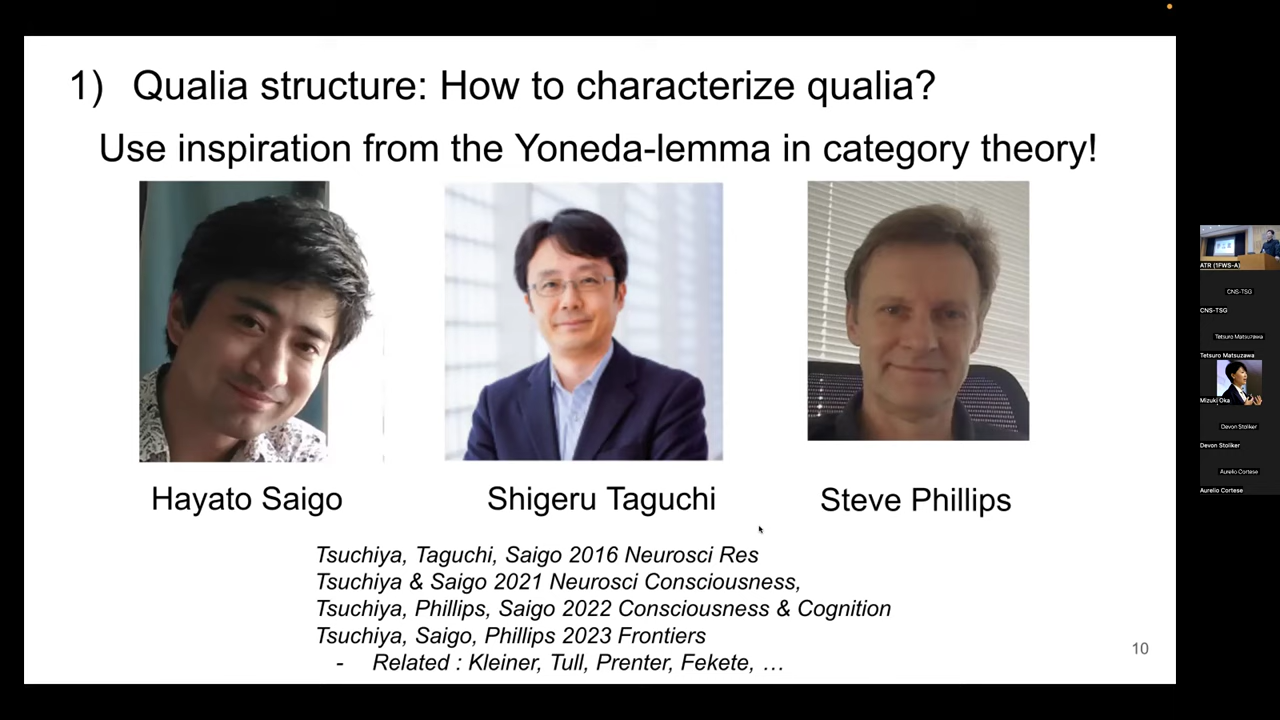 1) Qualia structure: How to characterize qualia?
Use inspiration from the Yoneda-lemma in category theory!
Hayato Saigo
Shigeru Taguchi
Steve Phillips
Tsuchiya, Taguchi, Saigo 2016 Neurosci Res
Tsuchiya & Saigo 2021 Neurosci Consciousness,
Tsuchiya, Phillips, Saigo 2022 Consciousness & Cognition
Tsuchiya, Saigo, Phillips 2023 Frontiers
- Related : Kleiner, Tull, Prenter, Fekete, …
10
ATR (1FWS-A)
CNS-TSG
CNS-TSG
Tetsuro Matsuzawa
Tetsuro Matsuzawa
Mizuki Oka
Devon Stoliker
Devon Stoliker
Aurelio Cortese
Aurelio Cortese